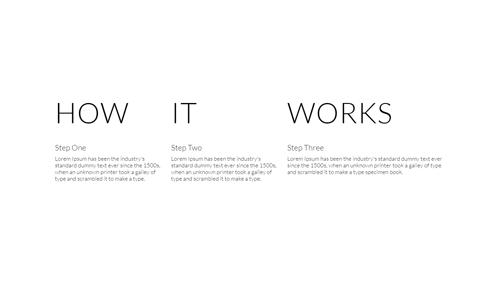 HOW IT WORKS
Step One
Lorem Ipsum has been the industry's
standard dummy text ever since the 1500s,
when an unknown printer took a galley of
type and scrambled it to make a type.
Step Two
Lorem Ipsum has been the industry's
standard dummy text ever since the 1500s,
when an unknown printer took a galley of
type and scrambled it to make a type.
Step Three
Lorem Ipsum has been the industry's standard dummy text ever
since the 1500s, when an unknown printer took a galley of type
and scrambled it to make a type specimen book.